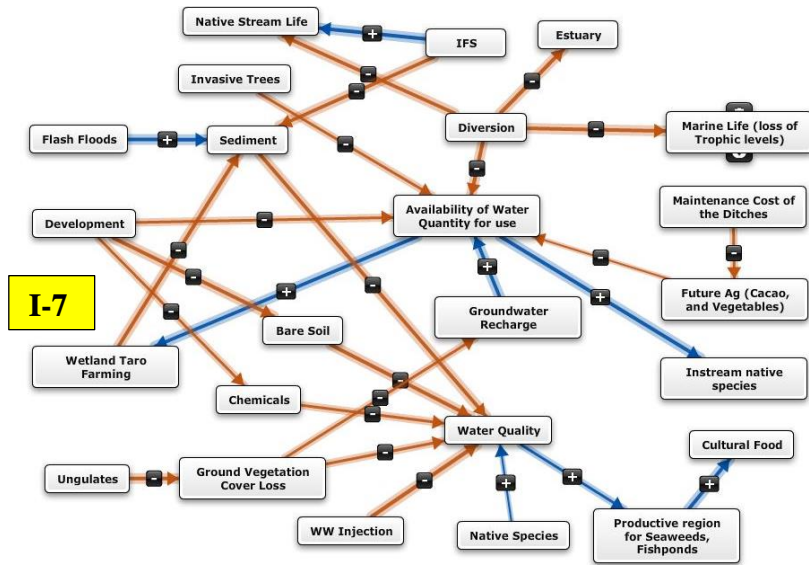 Native Stream Life
+
IFS
Estuary
-
-
-
Invasive Trees
Flash Floods
+
Sediment
-
Diversion
-
Marine Life (loss of
Trophic levels)
-
Development
-
-
Availability of Water
Quantity for use
Maintenance Cost of
the Ditches
-
-
-
-
-
+
+
+
-
I-7
Future Ag (Cacao,
and Vegetables)
Bare Soil
Groundwater
Recharge
Wetland Taro
Farming
Instream native
species
-
Chemicals
-
Water Quality
Cultural Food
-
Ungulates
-
Ground Vegetation
Cover Loss
-
+
+
+
WW Injection
Native Species
Productive region
for Seaweeds,
Fishponds